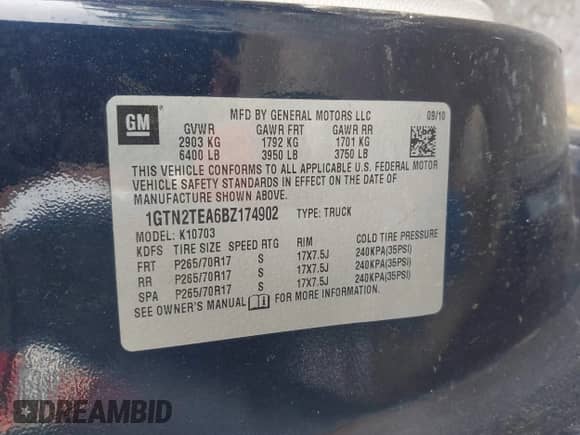 GM
MFD BY GENERAL MOTORS LLC 09/10
GVWR GAWR FRT GAWR RR
2903 KG 1792 KG 1701 KG
6400 LB 3950 LB 3750 LB
THIS VEHICLE CONFORMS TO ALL APPLICABLE U.S. FEDERAL MOTOR
VEHICLE SAFETY STANDARDS IN EFFECT ON THE DATE OF
MANUFACTURE SHOWN ABOVE.
1GTN2TEA6BZ174902 TYPE: TRUCK
MODEL: K10703
KDFS TIRE SIZE SPEED RTG RIM COLD TIRE PRESSURE
FRT P265/70R17 S 17X7.5J 240KPA(35PSI)
RR P265/70R17 S 17X7.5J 240KPA(35PSI)
SPA P265/70R17 S 17X7.5J 240KPA(35PSI)
SEE OWNER'S MANUAL FOR MORE INFORMATION.
DREAMBID